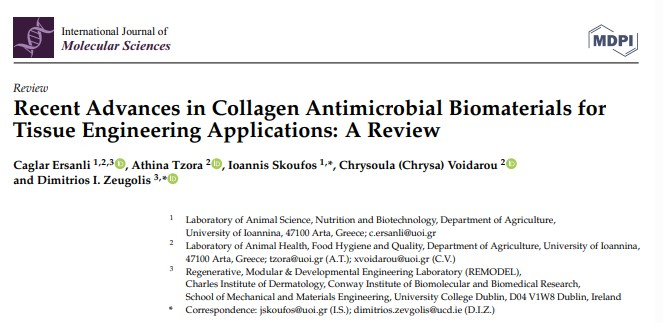 International Journal of
Molecular Sciences
MDPI
Review
Recent Advances in Collagen Antimicrobial Biomaterials for
Tissue Engineering Applications: A Review
Caglar Ersanli 1,2,3 iD, Athina Tzora 2 iD, Ioannis Skoufos 1,*, Chrysoula (Chrysa) Voidarou 2 iD
and Dimitrios I. Zeugolis 3,* iD
1 Laboratory of Animal Science, Nutrition and Biotechnology, Department of Agriculture,
University of Ioannina, 47100 Arta, Greece; c.ersanli@uoi.gr
2 Laboratory of Animal Health, Food Hygiene and Quality, Department of Agriculture, University of Ioannina,
47100 Arta, Greece; tzora@uoi.gr (A.T.); xvoidarou@uoi.gr (C.V.)
3 Regenerative, Modular & Developmental Engineering Laboratory (REMODEL),
Charles Institute of Dermatology, Conway Institute of Biomolecular and Biomedical Research,
School of Mechanical and Materials Engineering, University College Dublin, D04 V1W8 Dublin, Ireland
* Correspondence: jskoufos@uoi.gr (I.S.); dimitrios.zevgolis@ucd.ie (D.I.Z.)